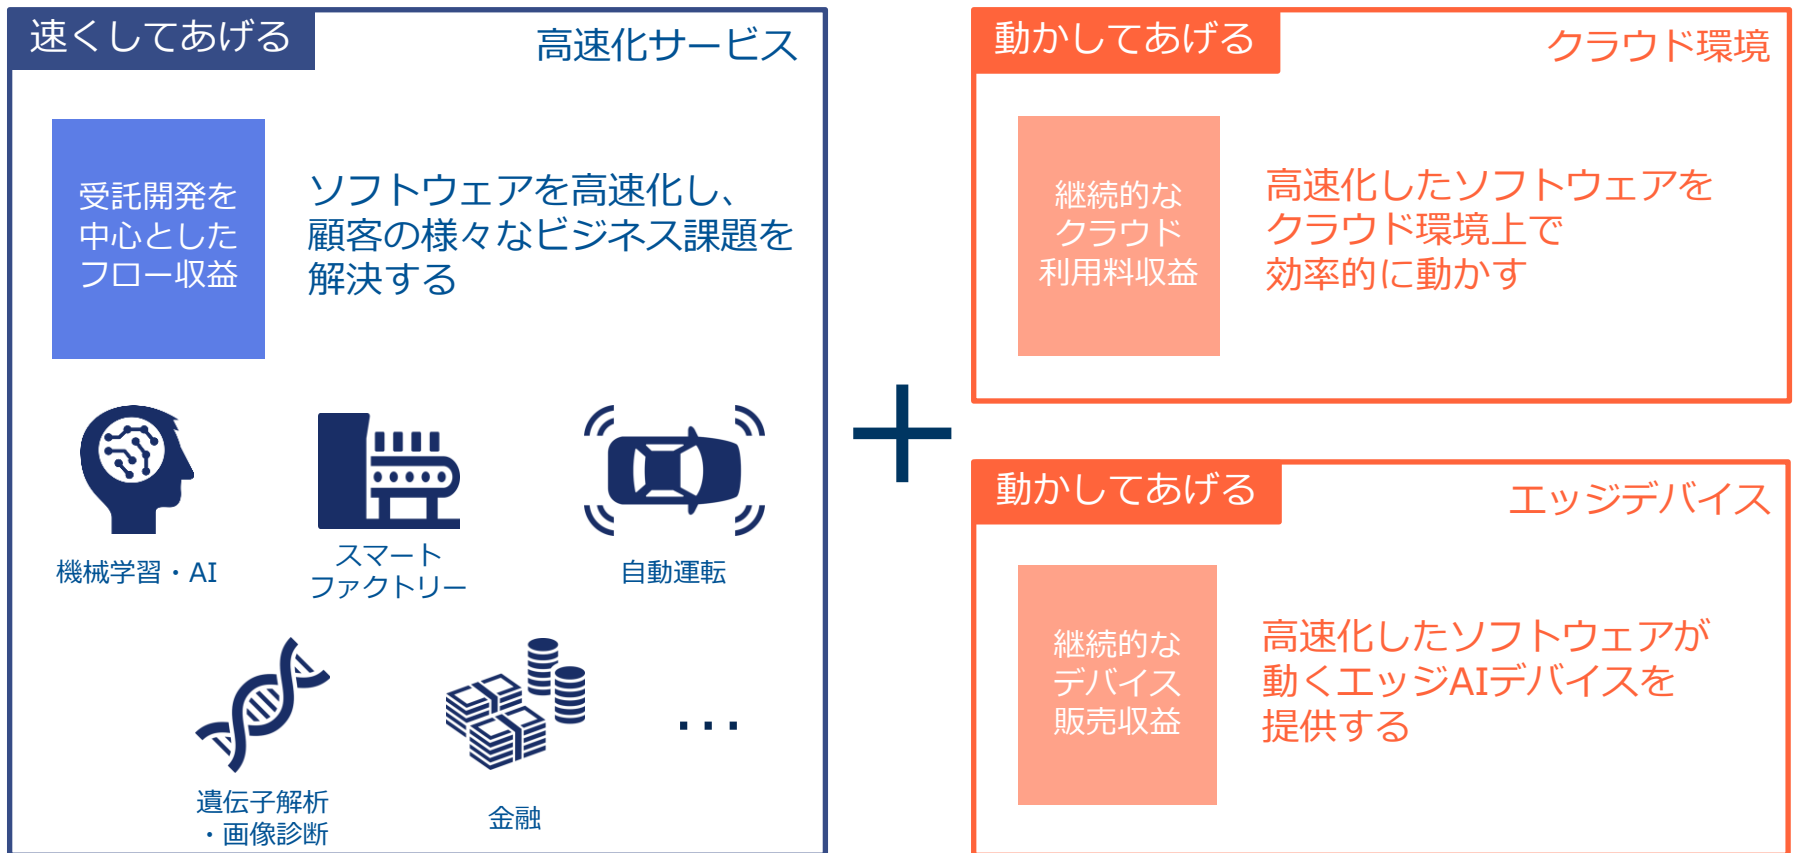 速くしてあげる
高速化サービス
受託開発を
中心とした
フロー収益
ソフトウェアを高速化し、
顧客の様々なビジネス課題を
解決する
機械学習・AI
スマート
ファクトリー
自動運転
遺伝子解析
・画像診断
金融
...
動かしてあげる
クラウド環境
継続的な
クラウド
利用料収益
高速化したソフトウェアを
クラウド環境上で
効率的に動かす
動かしてあげる
エッジデバイス
継続的な
デバイス
販売収益
高速化したソフトウェアが
動くエッジAIデバイスを
提供する